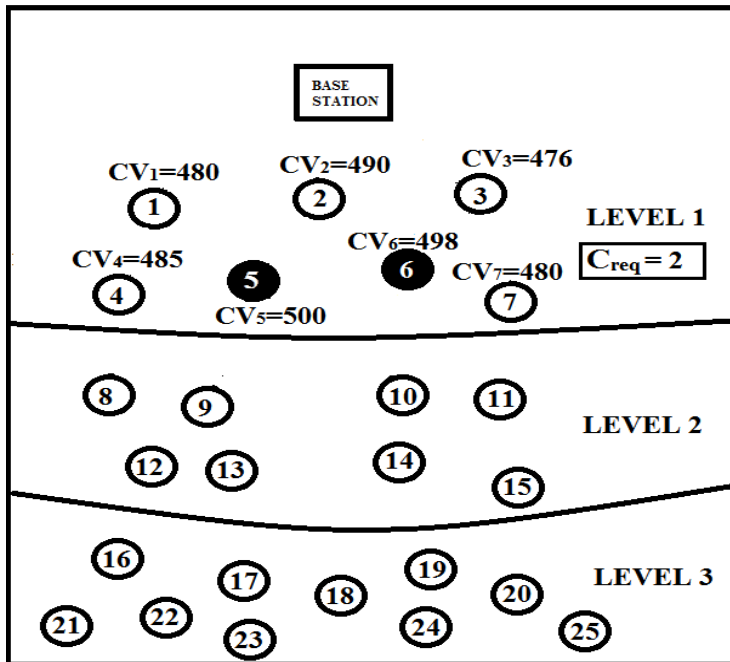 BASE
STATION
CV₁=480
CV₂=490
CV₃=476
1
2
3
LEVEL 1
CV₄=485
CV₆=498
CV₇=480
C_req = 2
4
5
6
7
CV₅=500
8
9
10
11
LEVEL 2
12
13
14
15
16
17
18
19
20
LEVEL 3
21
22
23
24
25